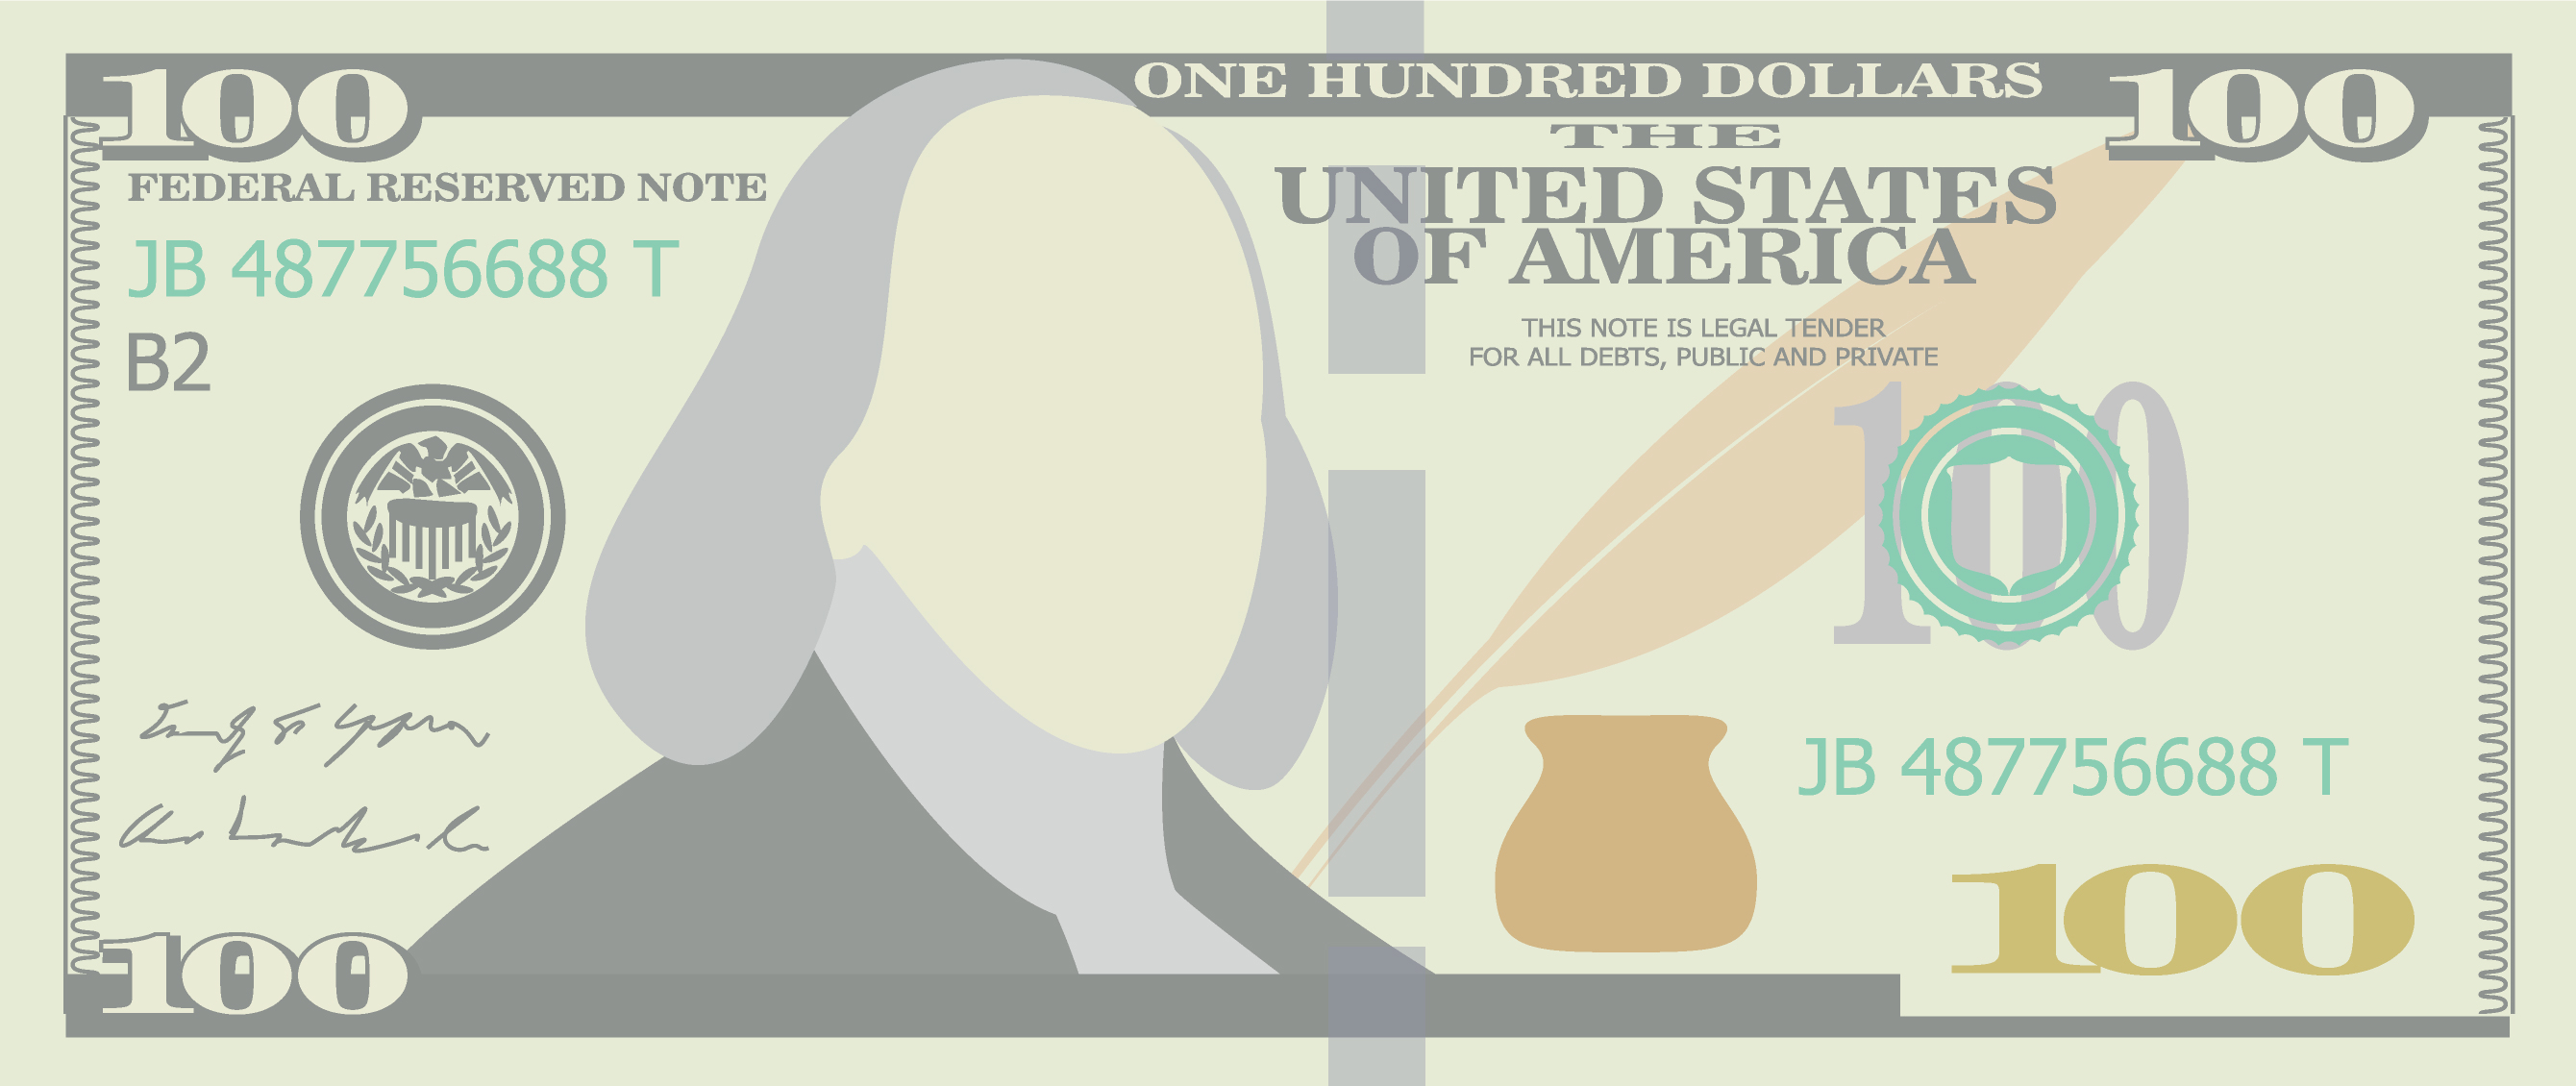 100
ONE HUNDRED DOLLARS
100
FEDERAL RESERVED NOTE
THE
UNITED STATES
OF AMERICA
JB 487756688 T
B2
THIS NOTE IS LEGAL TENDER
FOR ALL DEBTS, PUBLIC AND PRIVATE
100
JB 487756688 T
100
100